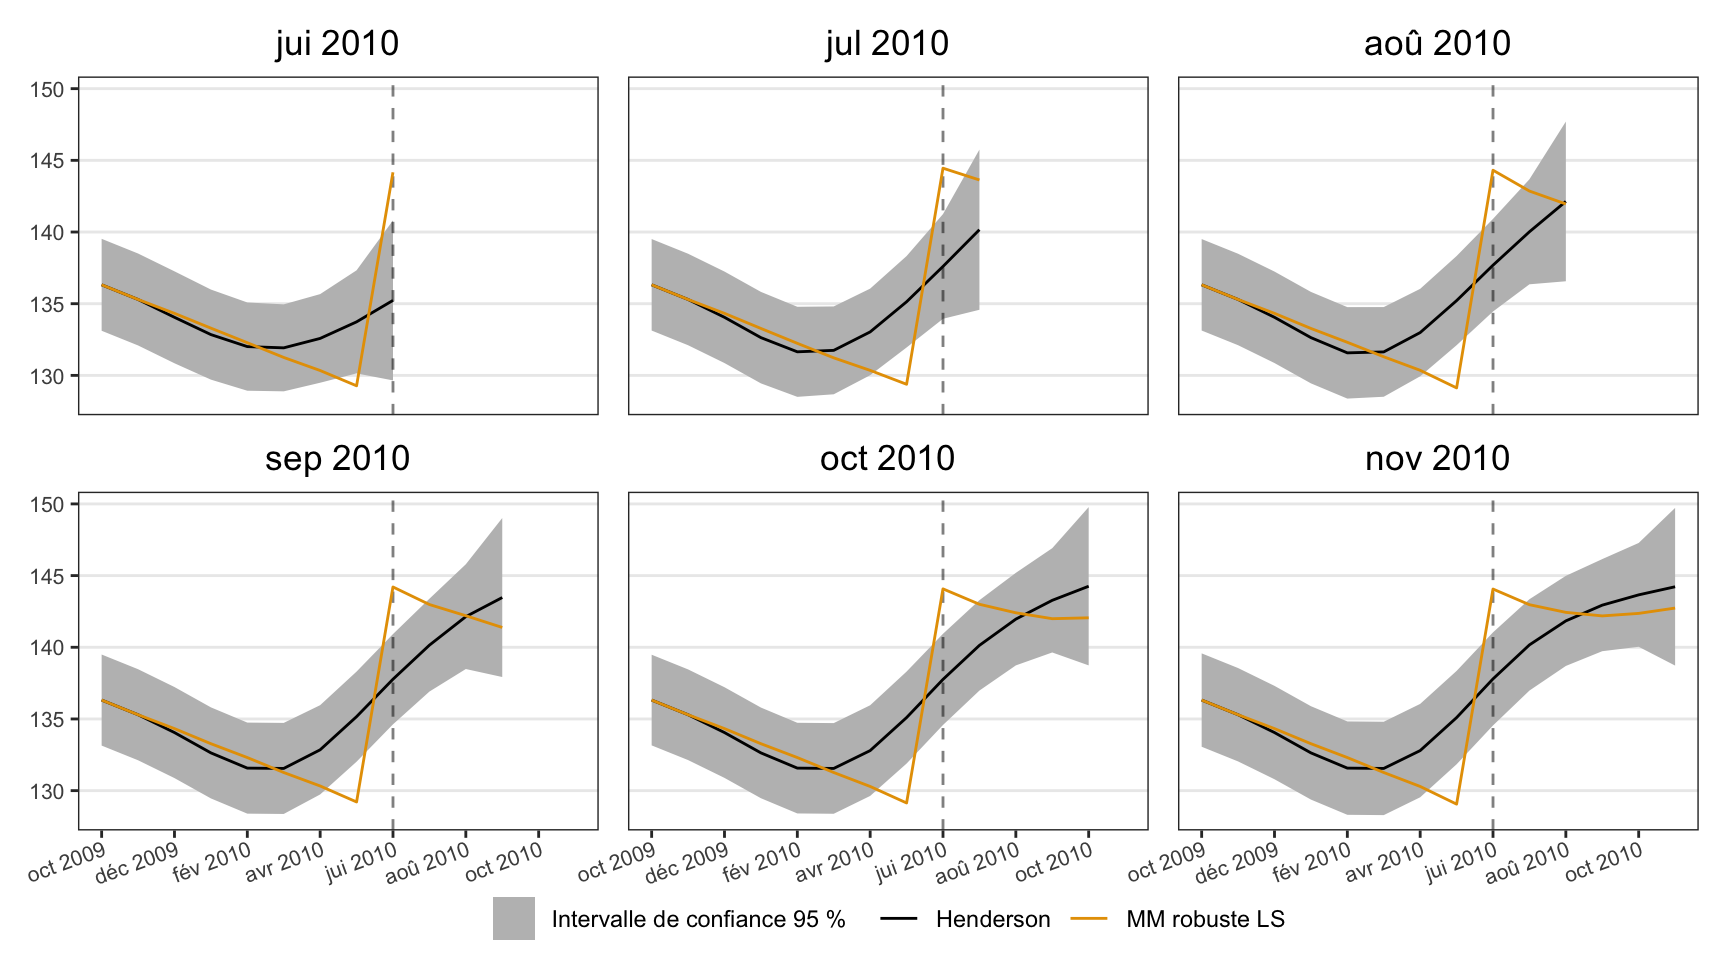 jui 2010
jul 2010
aoû 2010
150
145
140
135
130
sep 2010
oct 2010
nov 2010
150
145
140
135
130
oct 2009
déc 2009
fév 2010
avr 2010
jui 2010
aoû 2010
oct 2010
oct 2009
déc 2009
fév 2010
avr 2010
jui 2010
aoû 2010
oct 2010
oct 2009
déc 2009
fév 2010
avr 2010
jui 2010
aoû 2010
oct 2010
Intervalle de confiance 95 % Henderson MM robuste LS